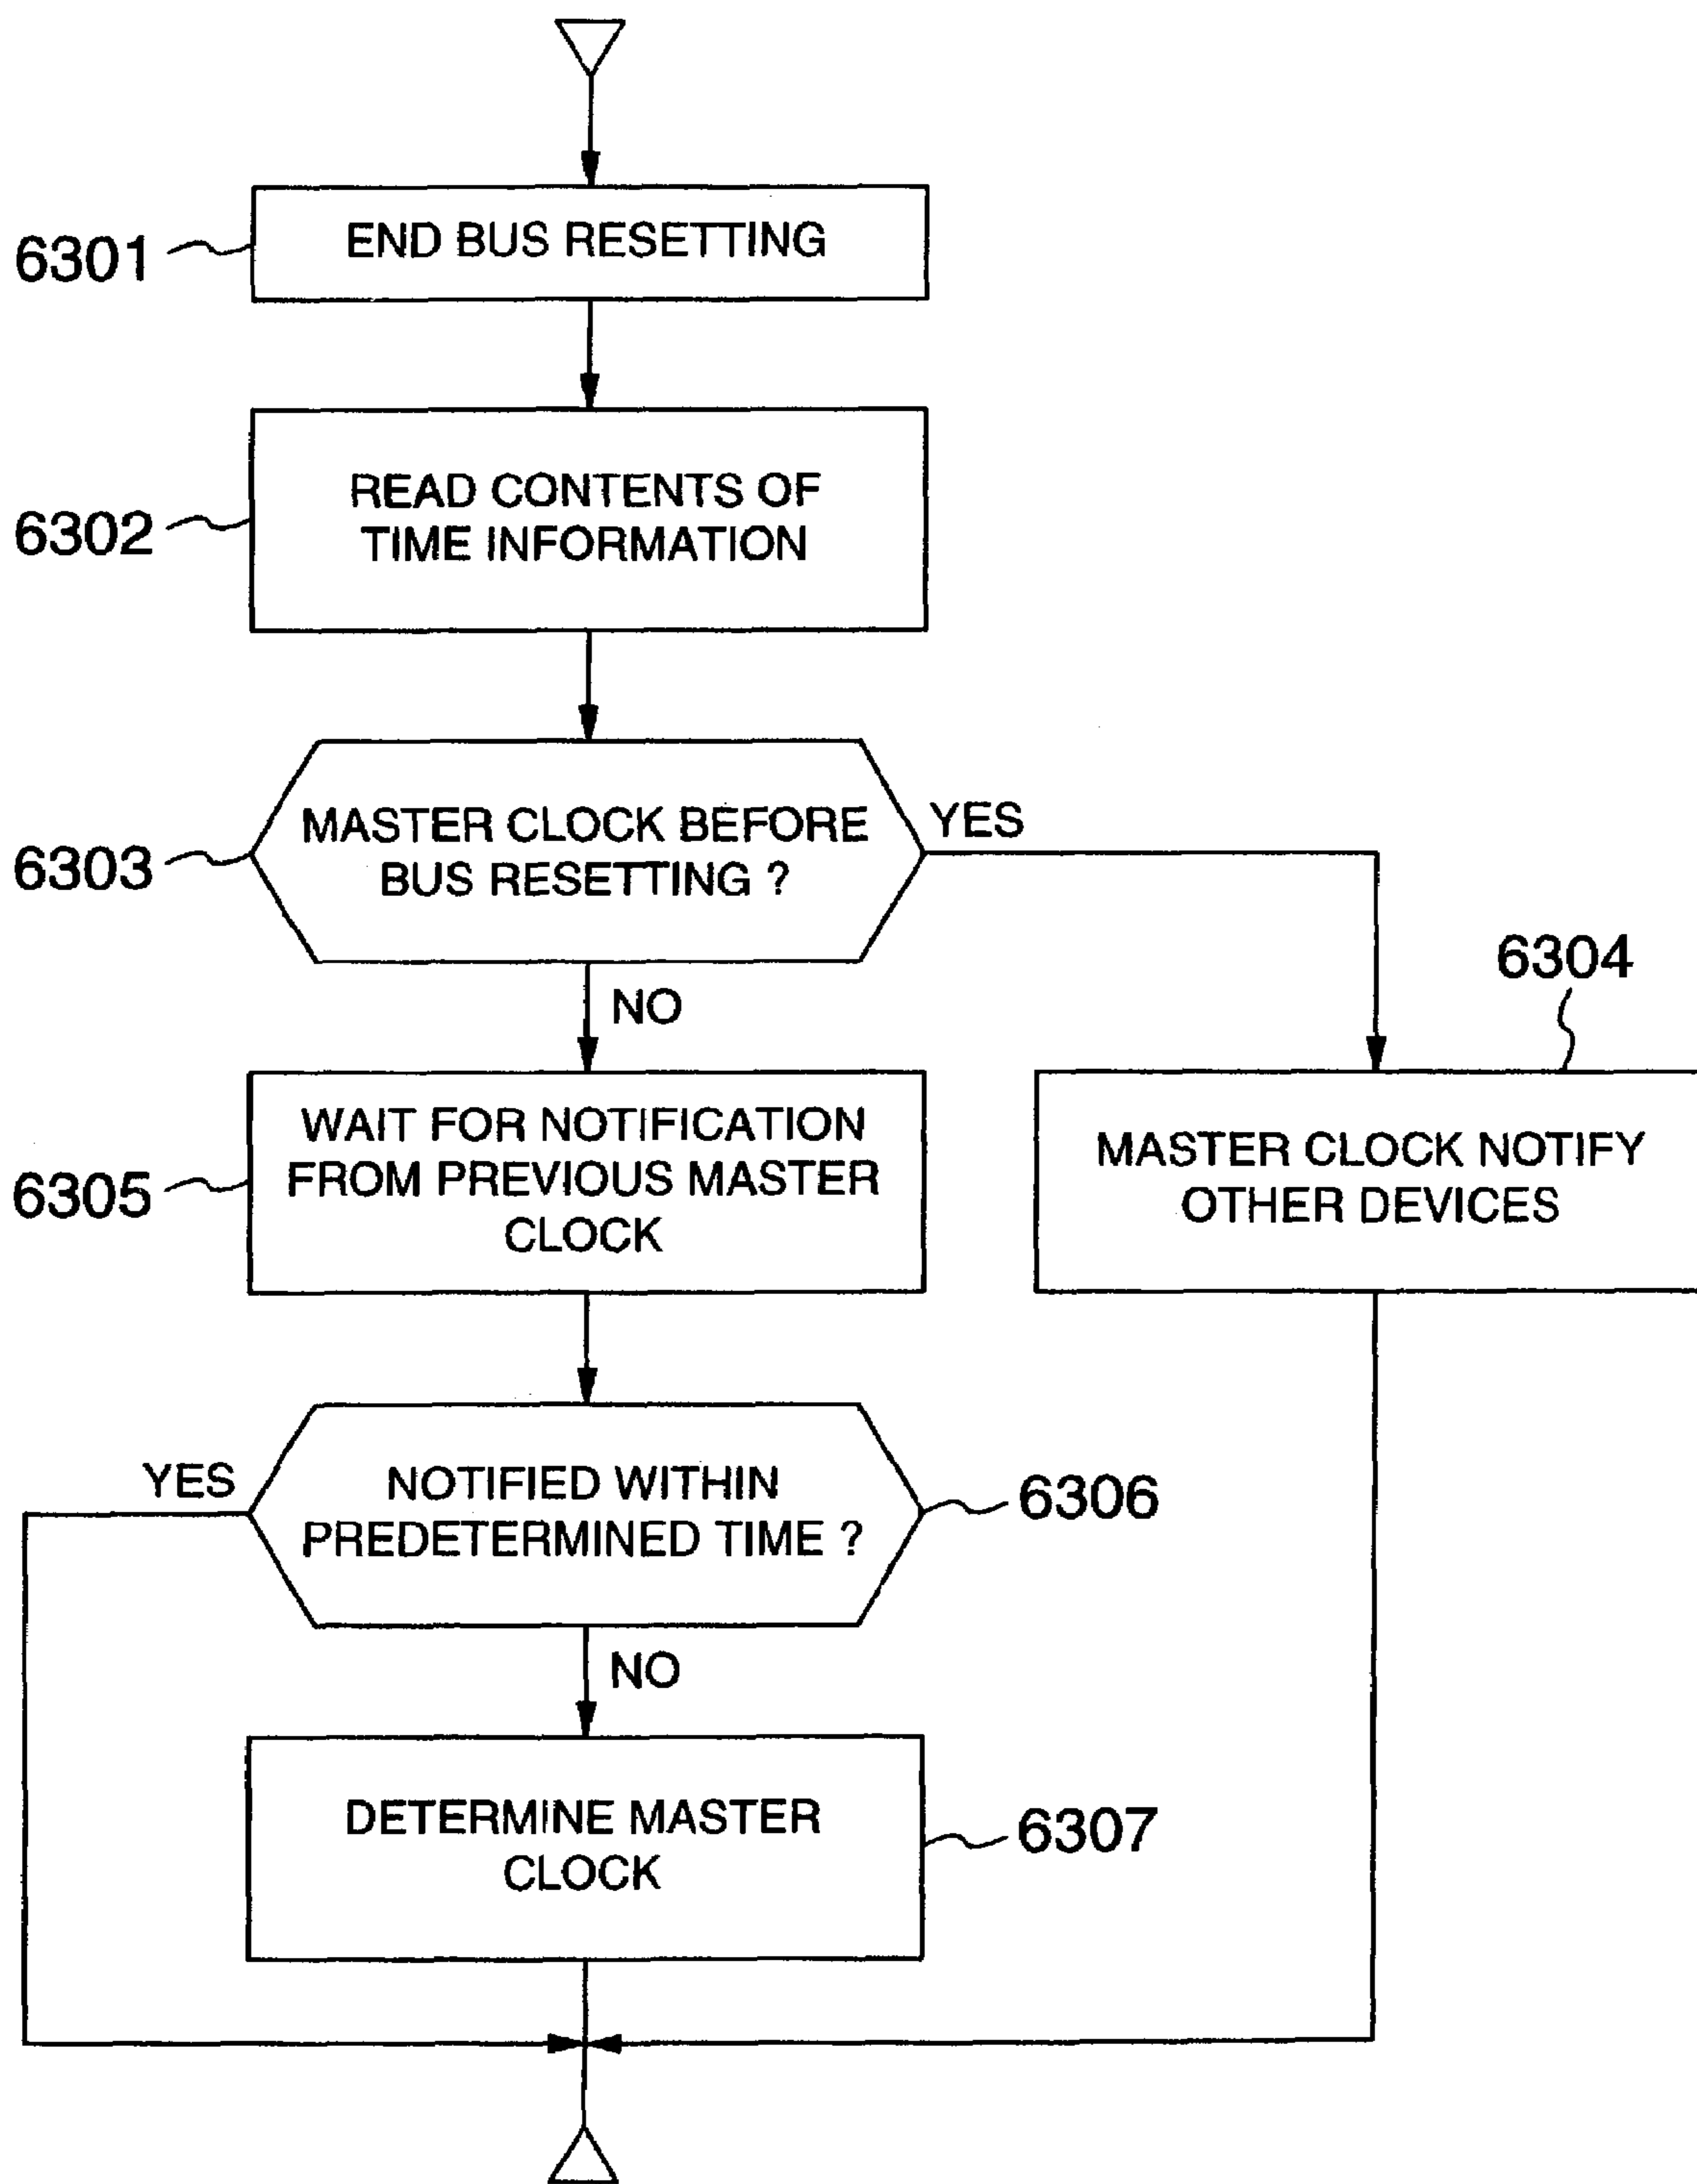 6301
END BUS RESETTING
6302
READ CONTENTS OF
TIME INFORMATION
6303
MASTER CLOCK BEFORE
BUS RESETTING ?
YES
NO
6304
MASTER CLOCK NOTIFY
OTHER DEVICES
6305
WAIT FOR NOTIFICATION
FROM PREVIOUS MASTER
CLOCK
YES
NOTIFIED WITHIN
PREDETERMINED TIME ?
6306
NO
DETERMINE MASTER
CLOCK
6307